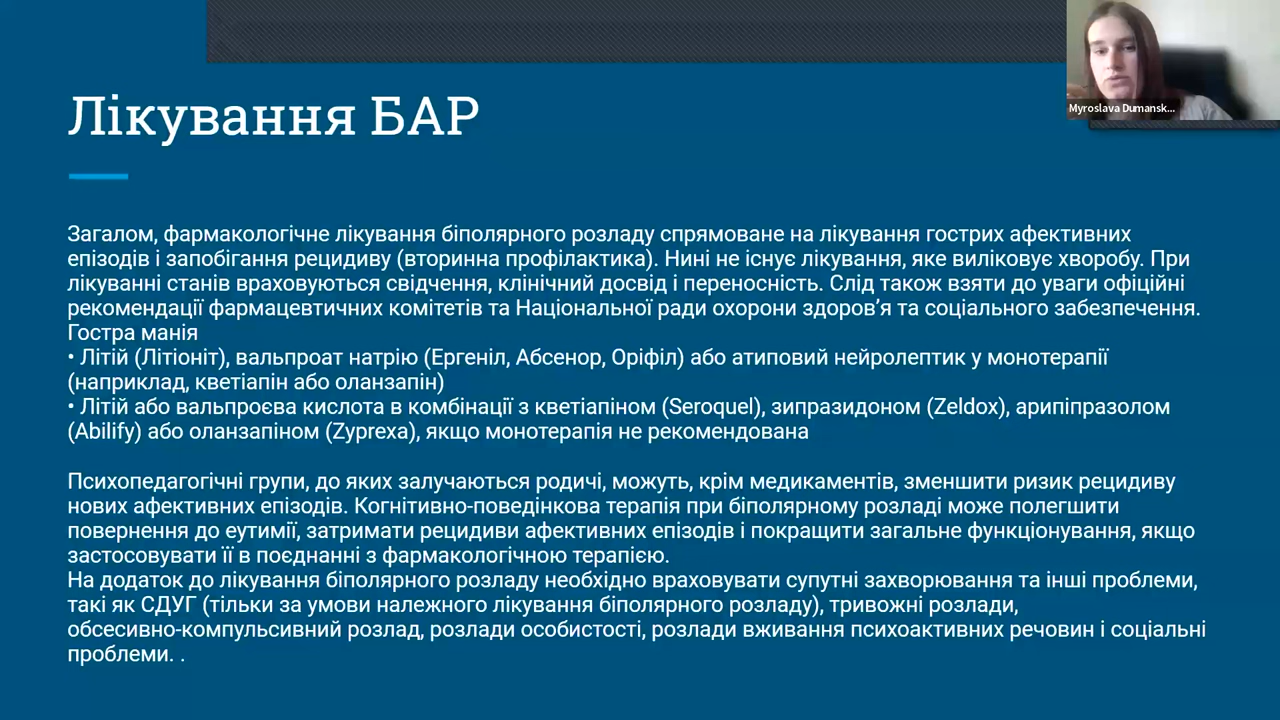 Myroslava Dumansk...
Лікування БАР
Загалом, фармакологічне лікування біполярного розладу спрямоване на лікування гострих афективних
епізодів і запобігання рецидиву (вторинна профілактика). Нині не існує лікування, яке виліковує хворобу. При
лікуванні станів враховуються свідчення, клінічний досвід і переносність. Слід також взяти до уваги офіційні
рекомендації фармацевтичних комітетів та Національної ради охорони здоров’я та соціального забезпечення.
Гостра манія
• Літій (Літіоніт), вальпроат натрію (Ергеніл, Абсенор, Оріфіл) або атиповий нейролептик у монотерапії
(наприклад, кветіапін або оланзапін)
• Літій або вальпроєва кислота в комбінації з кветіапіном (Seroquel), зипразидоном (Zeldox), арипіпразолом
(Abilify) або оланзапіном (Zyprexa), якщо монотерапія не рекомендована
Психопедагогічні групи, до яких залучаються родичі, можуть, крім медикаментів, зменшити ризик рецидиву
нових афективних епізодів. Когнітивно-поведінкова терапія при біполярному розладі може полегшити
повернення до еутимії, затримати рецидиви афективних епізодів і покращити загальне функціонування, якщо
застосовувати її в поєднанні з фармакологічною терапією.
На додаток до лікування біполярного розладу необхідно враховувати супутні захворювання та інші проблеми,
такі як СДУГ (тільки за умови належного лікування біполярного розладу), тривожні розлади,
обсесивно-компульсивний розлад, розлади особистості, розлади вживання психоактивних речовин і соціальні
проблеми. .